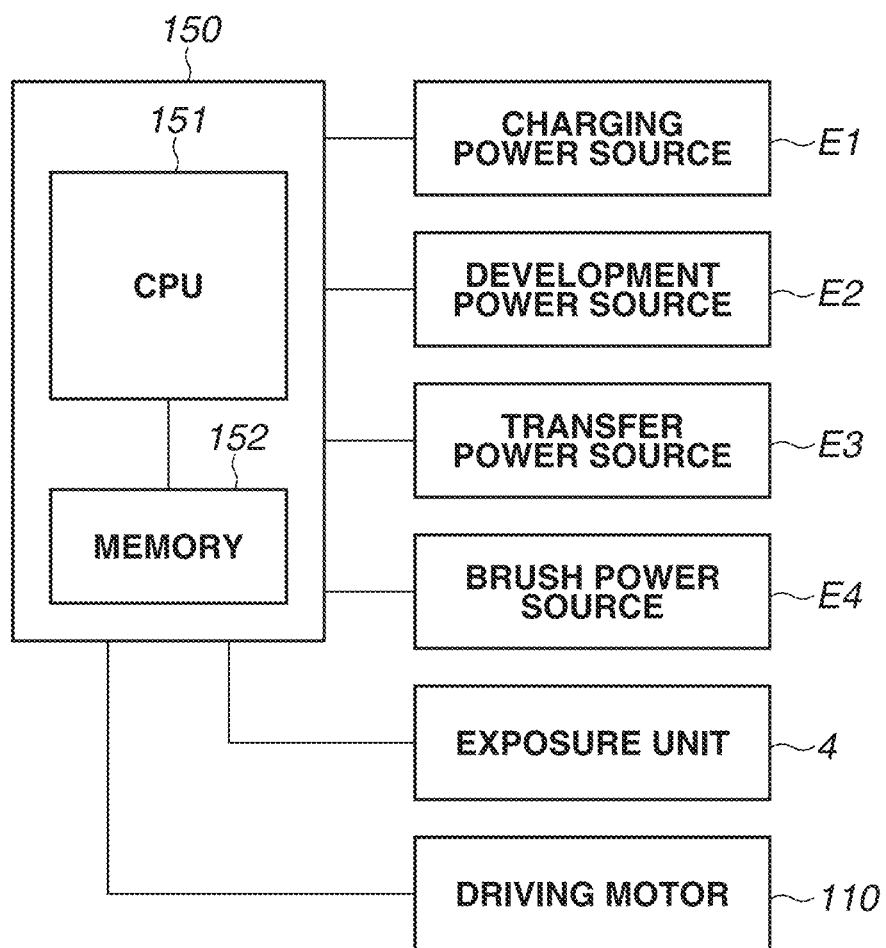 150
151
CPU
152
MEMORY
CHARGING
POWER SOURCE
E1
DEVELOPMENT
POWER SOURCE
E2
TRANSFER
POWER SOURCE
E3
BRUSH POWER
SOURCE
E4
EXPOSURE UNIT
4
DRIVING MOTOR
110